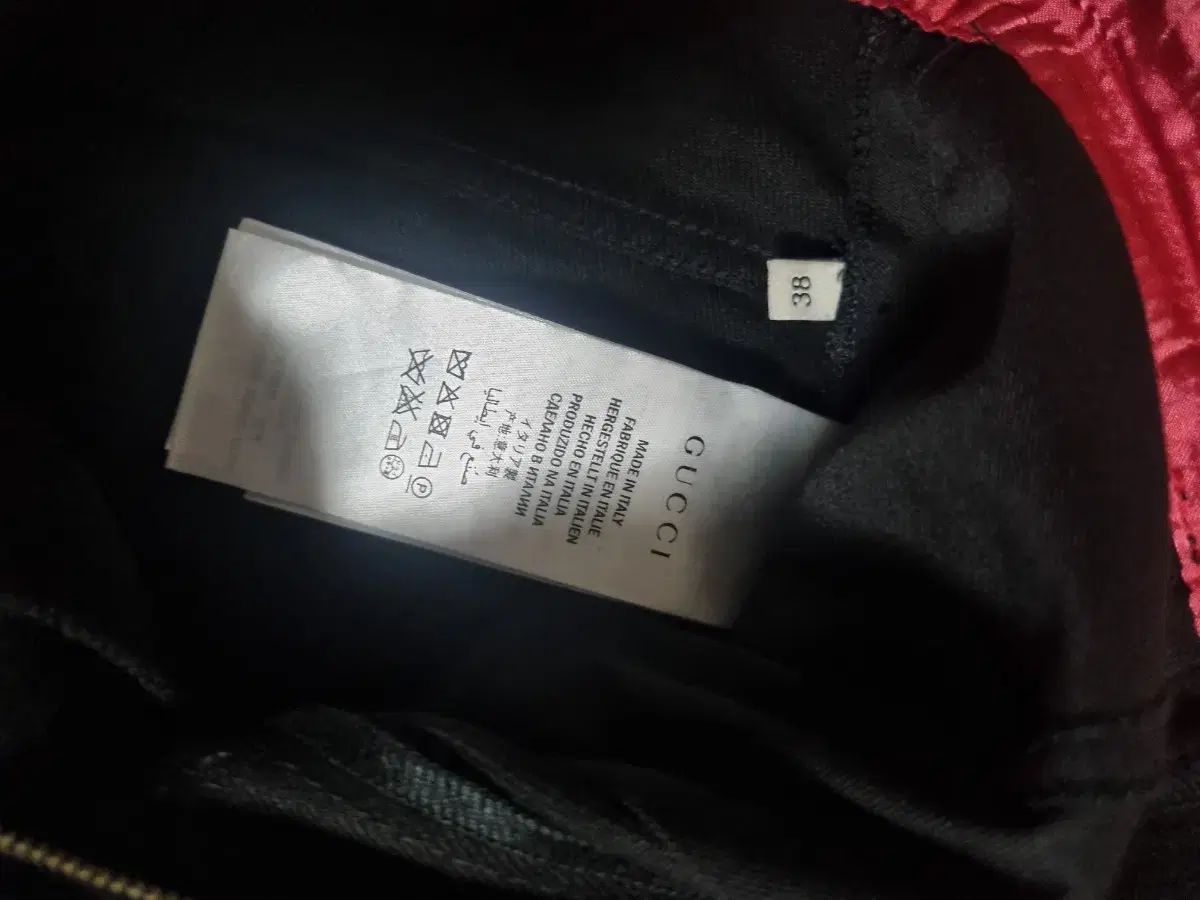 GUCCI
MADE IN ITALY
FABRIQUE EN ITALIE
HERGESTELLT IN ITALIEN
HECHO EN ITALIA
PRODUZIDO NA ITALIA
СДЕЛАНО В ИТАЛИИ
イタリア製
产地意大利
صنع في إيطاليا
P
38